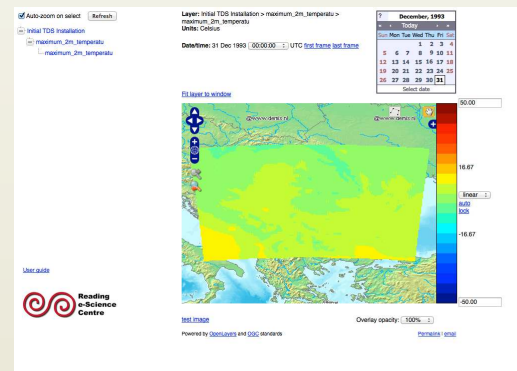 Auto-zoom on select Refresh
Initial TDS Installation
maximum_2m_temperatu
maximum_2m_temperatu
Layer: Initial TDS Installation > maximum_2m_temperatu >
maximum_2m_temperatu
Units: Celsius
Date/time: 31 Dec 1993 00:00:00 UTC first frame last frame
? December, 1993
« ‹ Today › »
Sun Mon Tue Wed Thu Fri Sat
1 2 3 4
5 6 7 8 9 10 11
12 13 14 15 16 17 18
19 20 21 22 23 24 25
26 27 28 29 30 31
Select date
Fit layer to window
@www.demis.nl @www.demis.nl
50.00
16.67
linear
auto
lock
-16.67
-50.00
User guide
Reading
e-Science
Centre
test image
Overlay opacity: 100%
Powered by OpenLayers and OGC standards
Permalink | email